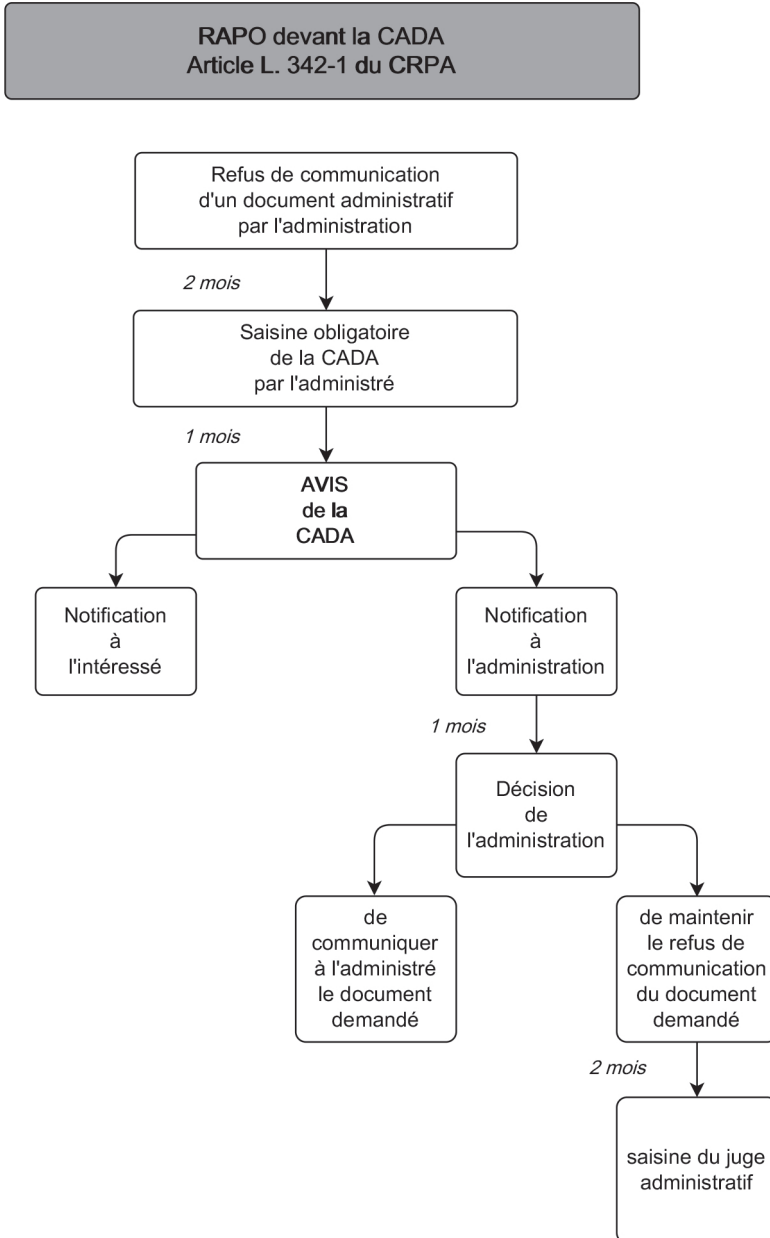 RAPO devant la CADA
Article L. 342-1 du CRPA
Refus de communication
d'un document administratif
par l'administration
2 mois
Saisine obligatoire
de la CADA
par l'administré
1 mois
AVIS
de la
CADA
Notification
à
l'intéressé
Notification
à
l'administration
1 mois
Décision
de
l'administration
de
communiquer
à l'administré
le document
demandé
de maintenir
le refus de
communication
du document
demandé
2 mois
saisine du juge
administratif